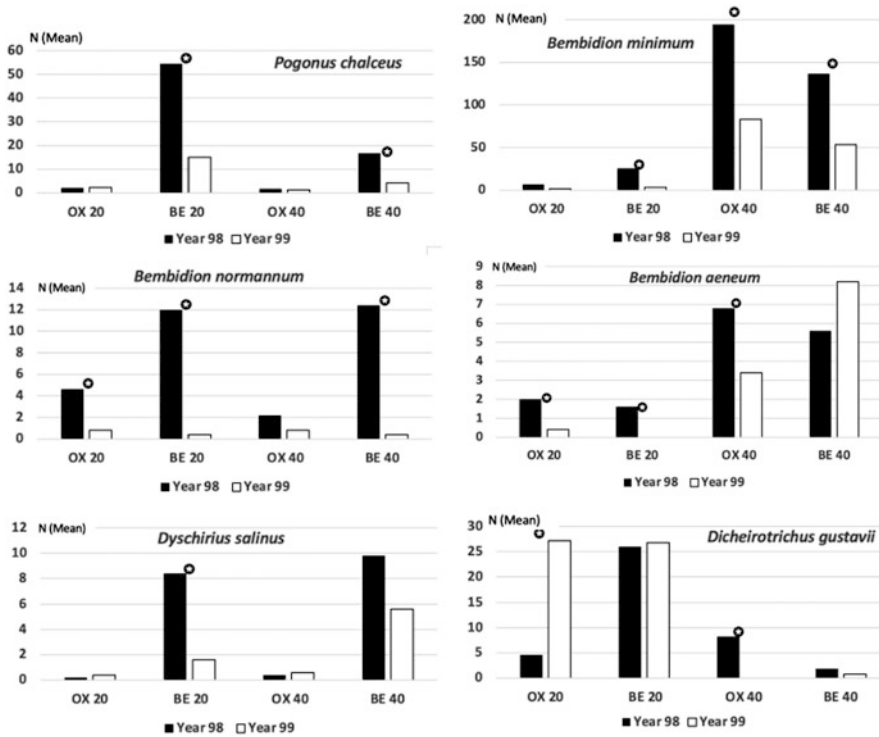 N (Mean)
Pogonus chalceus
60
50
40
30
20
10
0
OX 20 BE 20 OX 40 BE 40
Year 98 Year 99
N (Mean)
Bembidion minimum
200
150
100
50
0
OX 20 BE 20 OX 40 BE 40
Year 98 Year 99
N (Mean)
Bembidion normannum
14
12
10
8
6
4
2
0
OX 20 BE 20 OX 40 BE 40
Year 98 Year 99
N (Mean)
Bembidion aeneum
9
8
7
6
5
4
3
2
1
0
OX 20 BE 20 OX 40 BE 40
Year 98 Year 99
N (Mean)
Dyschirius salinus
12
10
8
6
4
2
0
OX 20 BE 20 OX 40 BE 40
Year 98 Year 99
N (Mean)
Dicheirotrichus gustavii
30
25
20
15
10
5
0
OX 20 BE 20 OX 40 BE 40
Year 98 Year 99